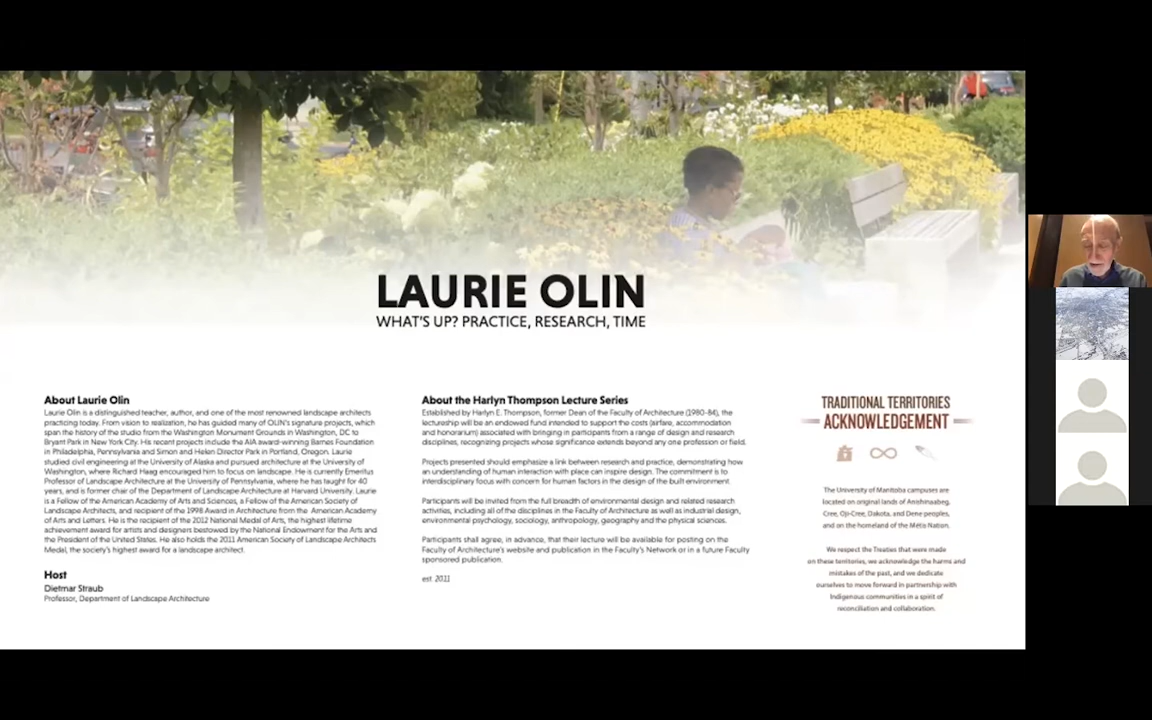 LAURIE OLIN
WHAT'S UP? PRACTICE, RESEARCH, TIME
About Laurie Olin
Laurie Olin is a distinguished teacher, author, and one of the most renowned landscape architects
practicing today. From vision to realization, he has guided many of OLIN's signature projects, which
span the history of the studio from the Washington Monument Grounds in Washington, DC to
Bryant Park in New York City. His recent projects include the AIA award-winning Barnes Foundation
in Philadelphia, Pennsylvania and Simon and Helen Director Park in Portland, Oregon. Laurie
studied civil engineering at the University of Alaska and pursued architecture at the University of
Washington, where Richard Haag encouraged him to focus on landscape. He is currently Emeritus
Professor of Landscape Architecture at the University of Pennsylvania, where he has taught for 40
years, and is former chair of the Department of Landscape Architecture at Harvard University. Laurie
is a Fellow of the American Academy of Arts and Sciences, a Fellow of the American Society of
Landscape Architects, and recipient of the 1998 Award in Architecture from the American Academy
of Arts and Letters. He is the recipient of the 2012 National Medal of Arts, the highest lifetime
achievement award for artists and designers bestowed by the National Endowment for the Arts and
the President of the United States. He also holds the 2011 American Society of Landscape Architects
Medal, the society's highest award for a landscape architect.
Host
Dietmar Straub
Professor, Department of Landscape Architecture
About the Harlyn Thompson Lecture Series
Established by Harlyn E. Thompson, former Dean of the Faculty of Architecture (1980-84), the
lectureship will be an endowed fund intended to support the costs (airfare, accommodation
and honorarium) associated with bringing in participants from a range of design and research
disciplines, recognizing projects whose significance extends beyond any one profession or field.
Projects presented should emphasize a link between research and practice, demonstrating how
an understanding of human interaction with place can inspire design. The commitment is to
interdisciplinary focus with concern for human factors in the design of the built environment.
Participants will be invited from the full breadth of environmental design and related research
activities, including all of the disciplines in the Faculty of Architecture as well as industrial design,
environmental psychology, sociology, anthropology, geography and the physical sciences.
Participants shall agree, in advance, that their lecture will be available for posting on the
Faculty of Architecture's website and publication in the Faculty's Network or in a future Faculty
sponsored publication.
est. 2011
TRADITIONAL TERRITORIES
ACKNOWLEDGEMENT
The University of Manitoba campuses are
located on original lands of Anishinaabeg,
Cree, Oji-Cree, Dakota, and Dene peoples,
and on the homeland of the Métis Nation.
We respect the Treaties that were made
on these territories, we acknowledge the harms and
mistakes of the past, and we dedicate
ourselves to move forward in partnership with
Indigenous communities in a spirit of
reconciliation and collaboration.